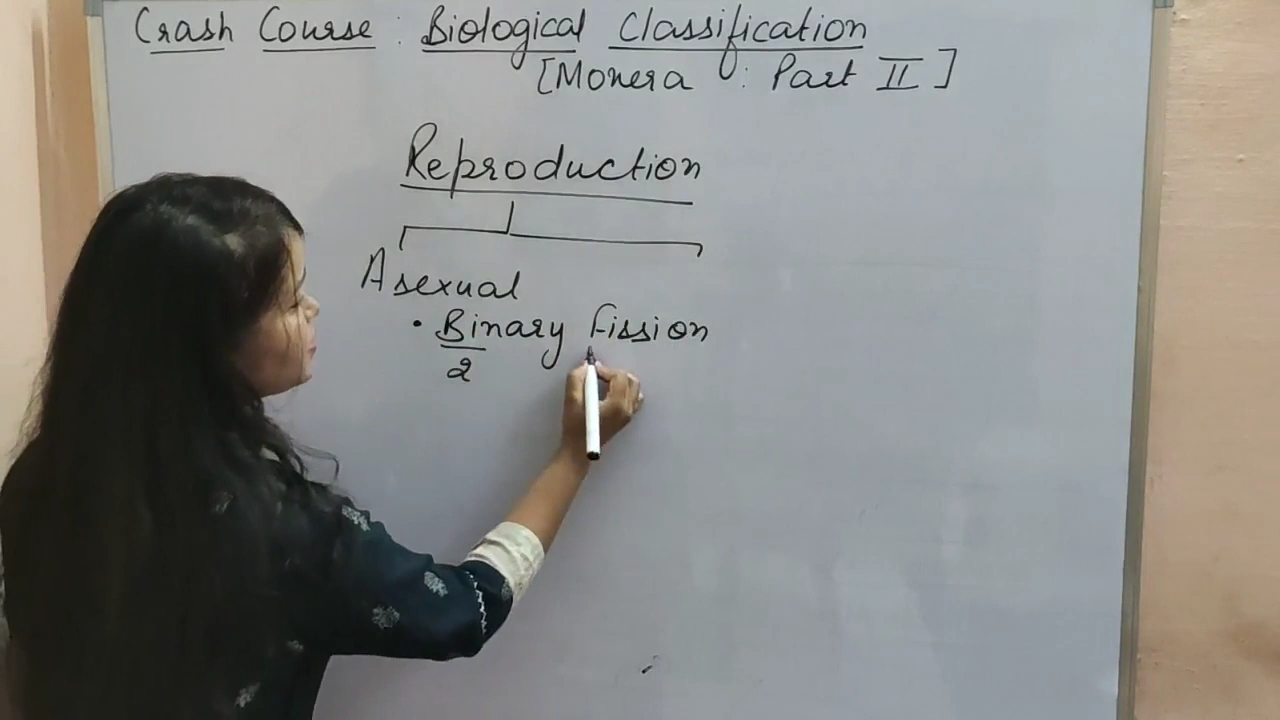 Crash Course : Biological Classification
[Monera : Part II]
Reproduction
Asexual
• Binary Fission
2